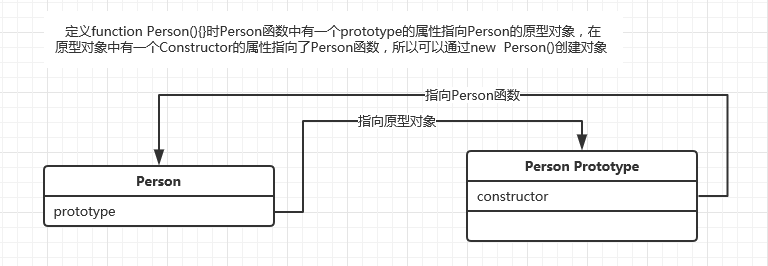 定义function Person(){}时Person函数中有一个prototype的属性指向Person的原型对象，在
原型对象中有一个Constructor的属性指向了Person函数，所以可以通过new Person()创建对象
指向Person函数
指向原型对象
Person
prototype
Person Prototype
constructor